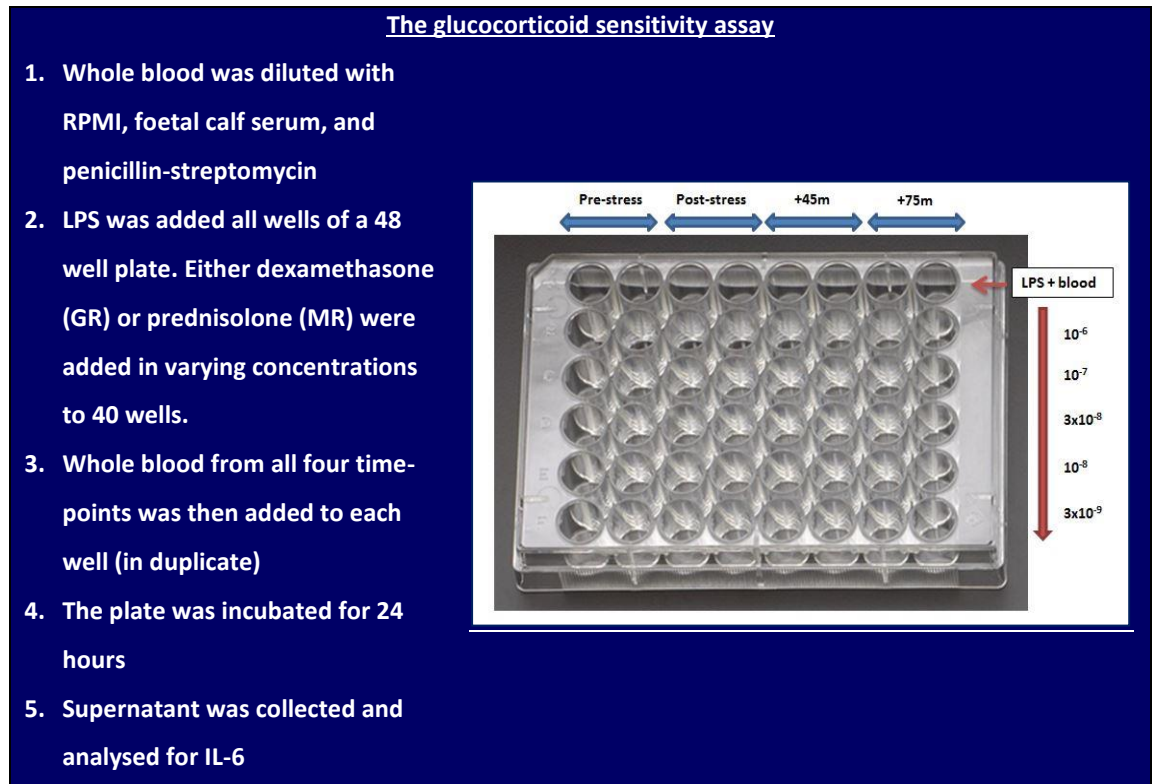 The glucocorticoid sensitivity assay
1. Whole blood was diluted with
RPMI, foetal calf serum, and
penicillin-streptomycin
2. LPS was added all wells of a 48
well plate. Either dexamethasone
(GR) or prednisolone (MR) were
added in varying concentrations
to 40 wells.
3. Whole blood from all four time-
points was then added to each
well (in duplicate)
4. The plate was incubated for 24
hours
5. Supernatant was collected and
analysed for IL-6
Pre-stress Post-stress +45m +75m
LPS + blood
10⁻⁶
10⁻⁷
3x10⁻⁸
10⁻⁸
3x10⁻⁹